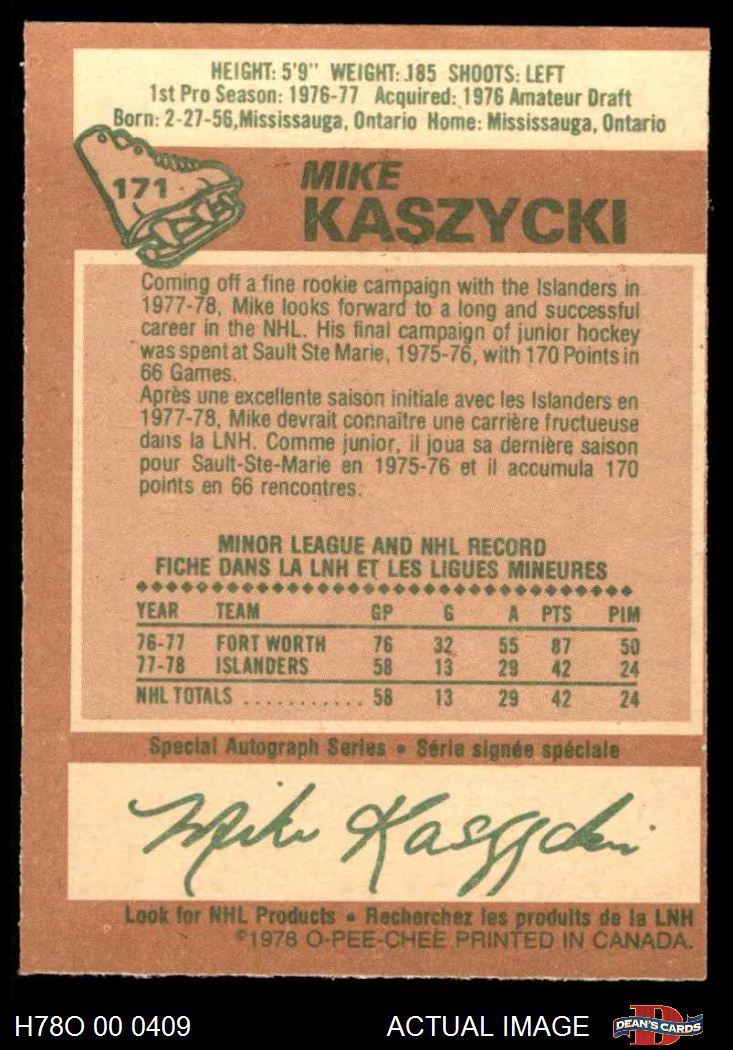 HEIGHT: 5'9" WEIGHT: 185 SHOOTS: LEFT
1st Pro Season: 1976-77 Acquired: 1976 Amateur Draft
Born: 2-27-56, Mississauga, Ontario Home: Mississauga, Ontario
171
MIKE
KASZYCKI
Coming off a fine rookie campaign with the Islanders in
1977-78, Mike looks forward to a long and successful
career in the NHL. His final campaign of junior hockey
was spent at Sault Ste Marie, 1975-76, with 170 Points in
66 Games.
Après une excellente saison initiale avec les Islanders en
1977-78, Mike devrait connaître une carrière fructueuse
dans la LNH. Comme junior, il joua sa dernière saison
pour Sault-Ste-Marie en 1975-76 et il accumula 170
points en 66 rencontres.
MINOR LEAGUE AND NHL RECORD
FICHE DANS LA LNH ET LES LIGUES MINEURES
YEAR TEAM GP G A PTS PIM
76-77 FORT WORTH 76 32 55 87 50
77-78 ISLANDERS 58 13 29 42 24
NHL TOTALS ........... 58 13 29 42 24
Special Autograph Series • Série signée spéciale
Mike Kaszycki
Look for NHL Products • Recherchez les produits de la LNH
©1978 O-PEE-CHEE PRINTED IN CANADA.
H78O 00 0409 ACTUAL IMAGE DEAN'S CARDS